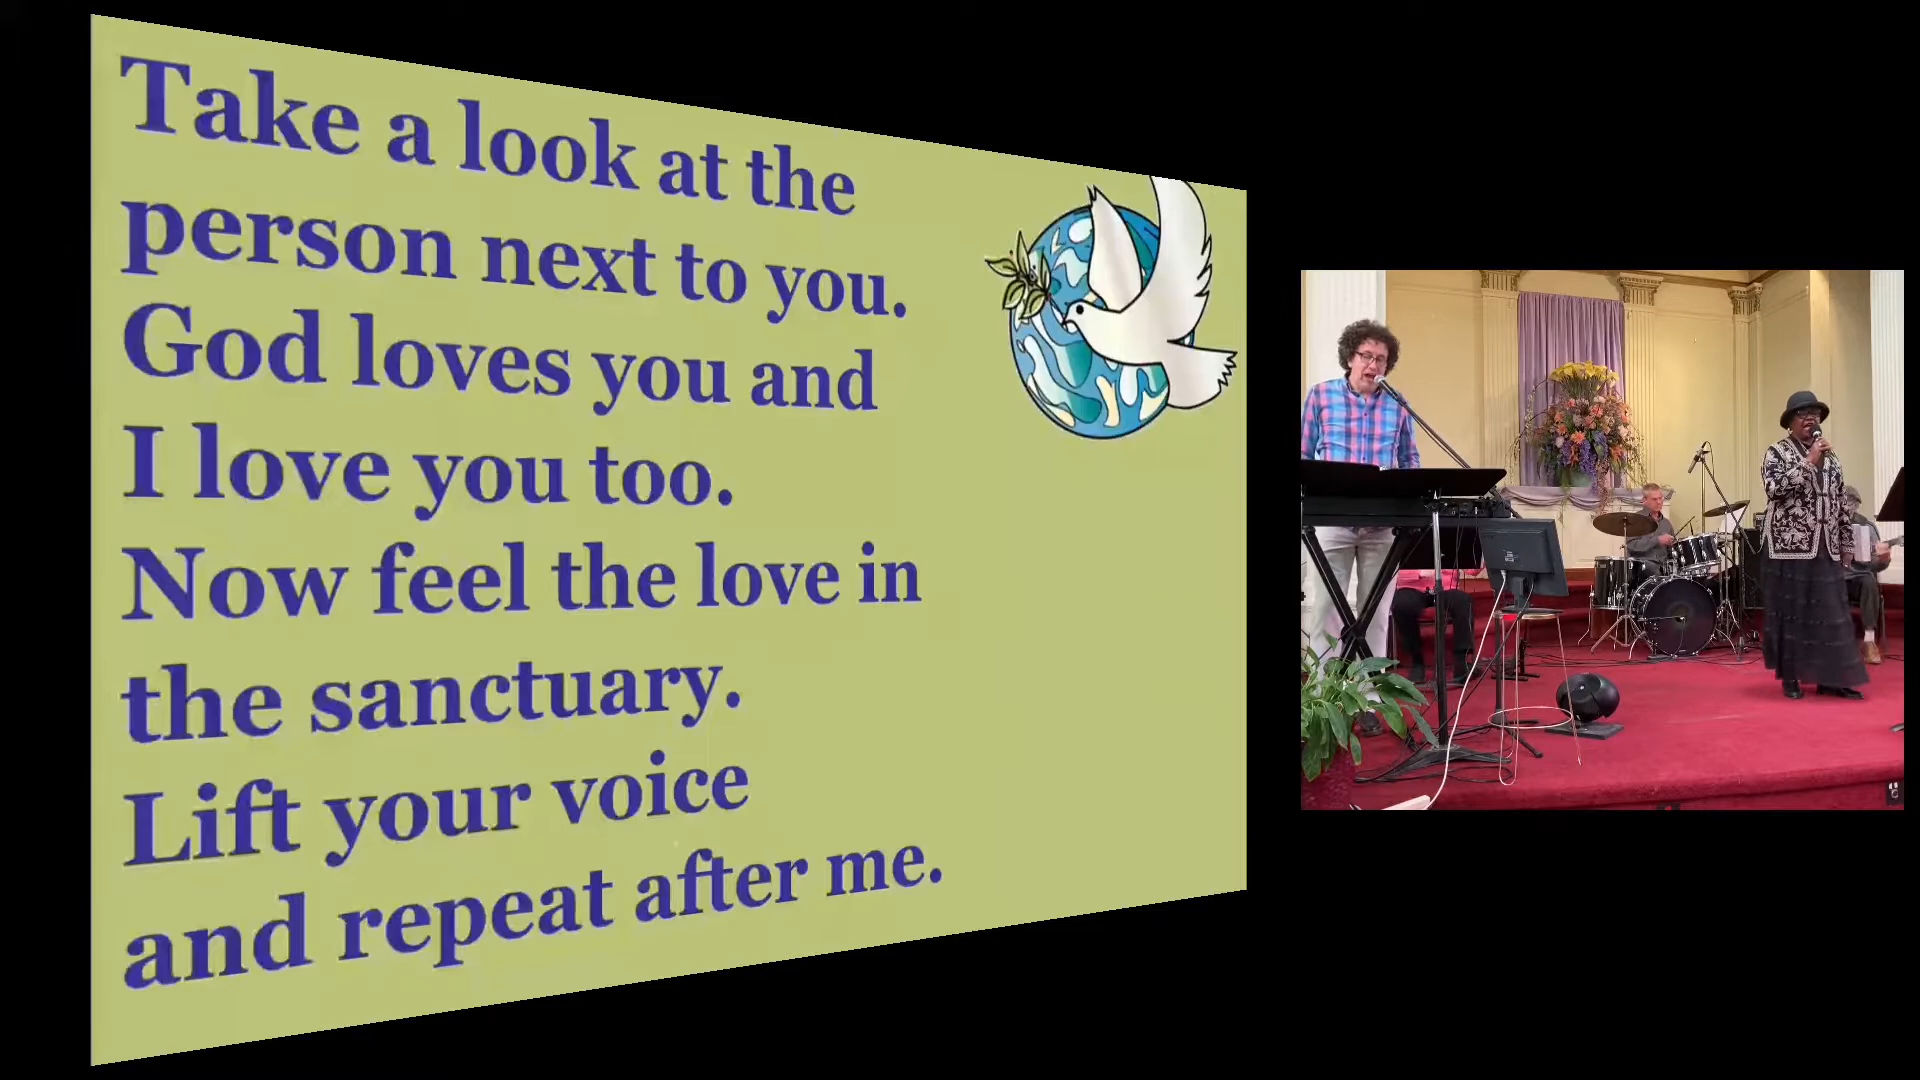 Take a look at the
person next to you.
God loves you and
I love you too.
Now feel the love in
the sanctuary.
Lift your voice
and repeat after me.